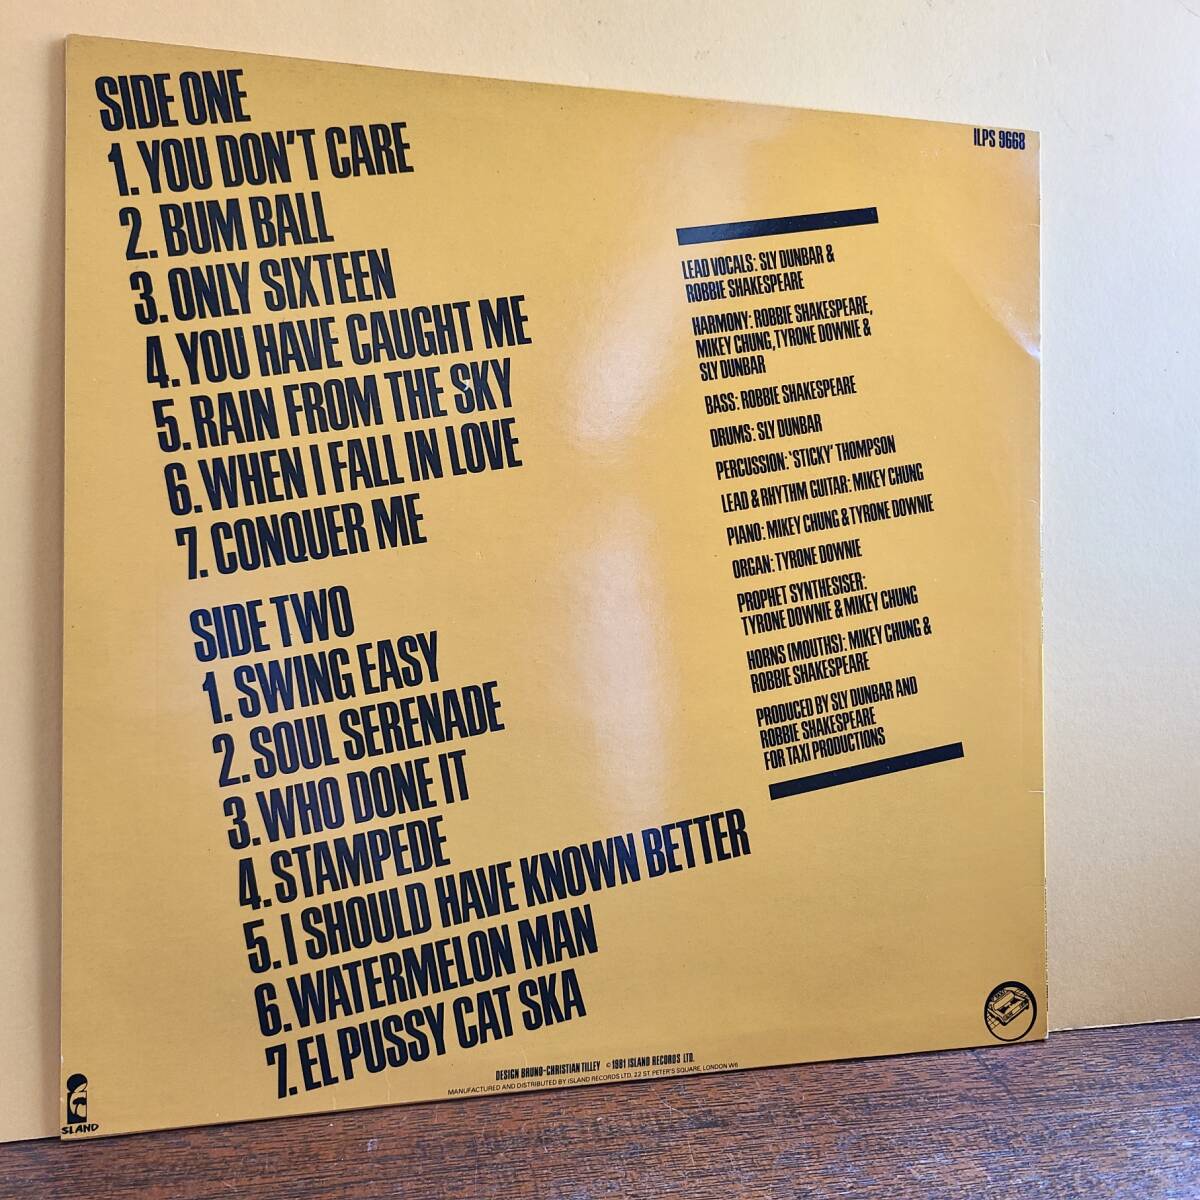 SIDE ONE
1. YOU DON'T CARE
2. BUM BALL
3. ONLY SIXTEEN
4. YOU HAVE CAUGHT ME
5. RAIN FROM THE SKY
6. WHEN I FALL IN LOVE
7. CONQUER ME
SIDE TWO
1. SWING EASY
2. SOUL SERENADE
3. WHO DONE IT
4. STAMPEDE
5. I SHOULD HAVE KNOWN BETTER
6. WATERMELON MAN
7. EL PUSSY CAT SKA
ILPS 9668
LEAD VOCALS: SLY DUNBAR &
ROBBIE SHAKESPEARE
HARMONY: ROBBIE SHAKESPEARE,
MIKEY CHUNG, TYRONE DOWNIE &
SLY DUNBAR
BASS: ROBBIE SHAKESPEARE
DRUMS: SLY DUNBAR
PERCUSSION: 'STICKY' THOMPSON
LEAD & RHYTHM GUITAR: MIKEY CHUNG
PIANO: MIKEY CHUNG & TYRONE DOWNIE
ORGAN: TYRONE DOWNIE
PROPHET SYNTHESISER:
TYRONE DOWNIE & MIKEY CHUNG
HORNS (MOUTHS): MIKEY CHUNG &
ROBBIE SHAKESPEARE
PRODUCED BY SLY DUNBAR AND
ROBBIE SHAKESPEARE
FOR TAXI PRODUCTIONS
DESIGN BRUNO-CHRISTIAN TILLEY © 1981 ISLAND RECORDS LTD.
MANUFACTURED AND DISTRIBUTED BY ISLAND RECORDS LTD. 22 ST. PETER'S SQUARE, LONDON W6
ISLAND